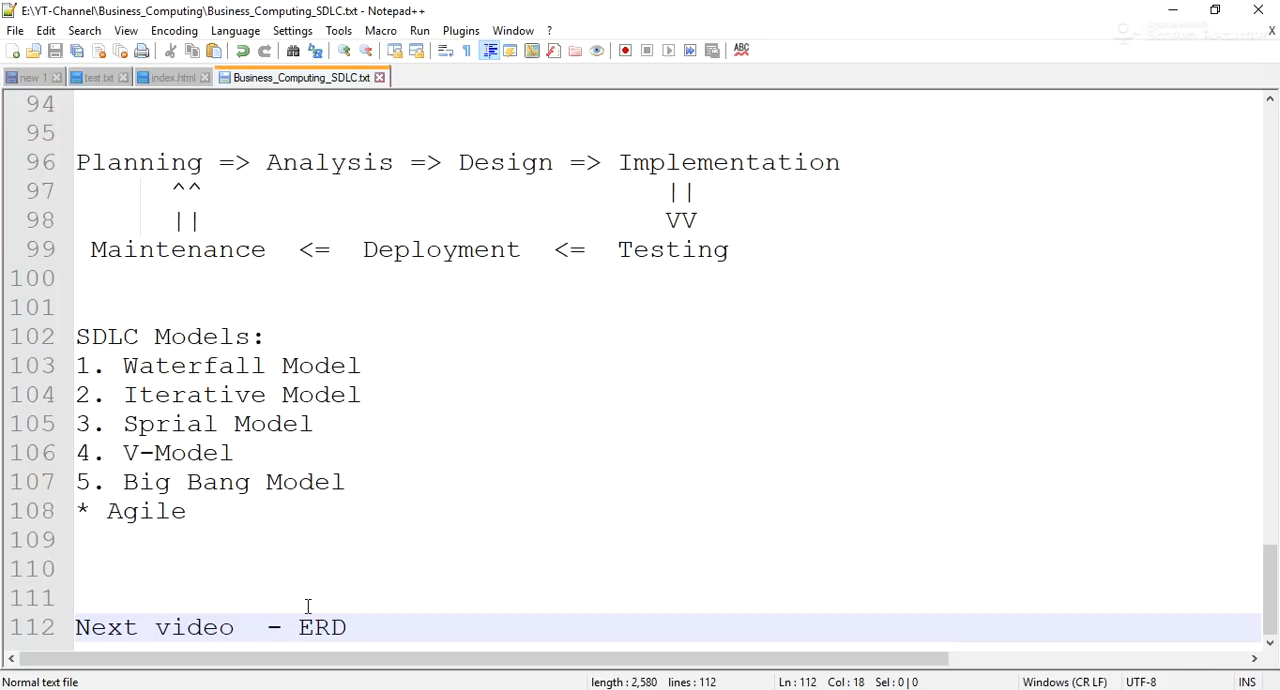 E:\YT-Channel\Business_Computing\Business_Computing_SDLC.txt - Notepad++
File Edit Search View Encoding Language Settings Tools Macro Run Plugins Window ? X
new 1 test.txt index.html Business_Computing_SDLC.txt
94
95
96 Planning => Analysis => Design => Implementation
97 ^^ ||
98 || VV
99 Maintenance <= Deployment <= Testing
100
101
102 SDLC Models:
103 1. Waterfall Model
104 2. Iterative Model
105 3. Sprial Model
106 4. V-Model
107 5. Big Bang Model
108 * Agile
109
110
111
112 Next video - ERD
Normal text file length : 2,580 lines : 112 Ln : 112 Col : 18 Sel : 0 | 0 Windows (CR LF) UTF-8 INS